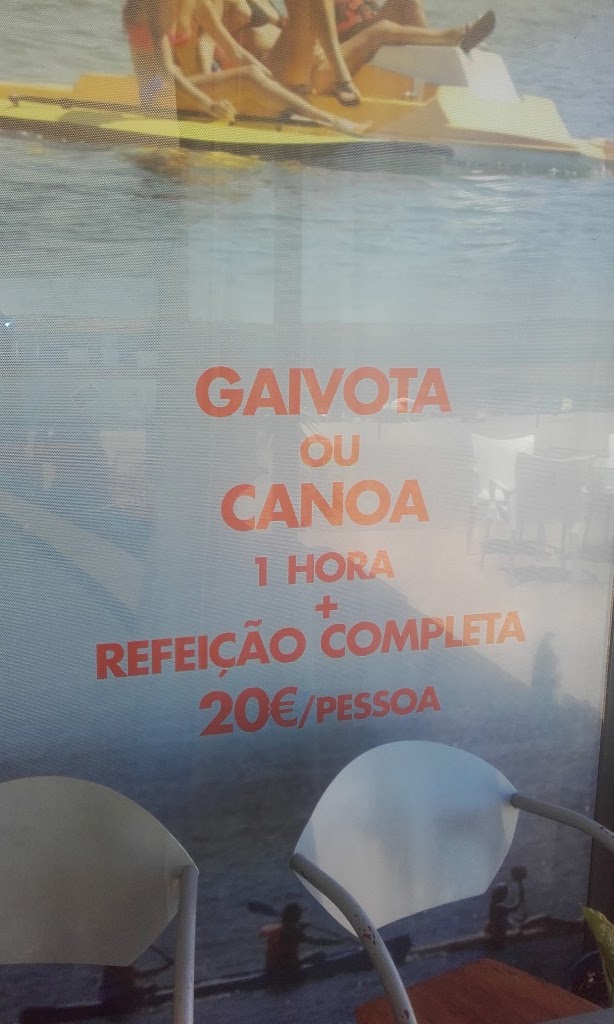 GAIVOTA
OU
CANOA
1 HORA
+
REFEIÇÃO COMPLETA
20€/PESSOA